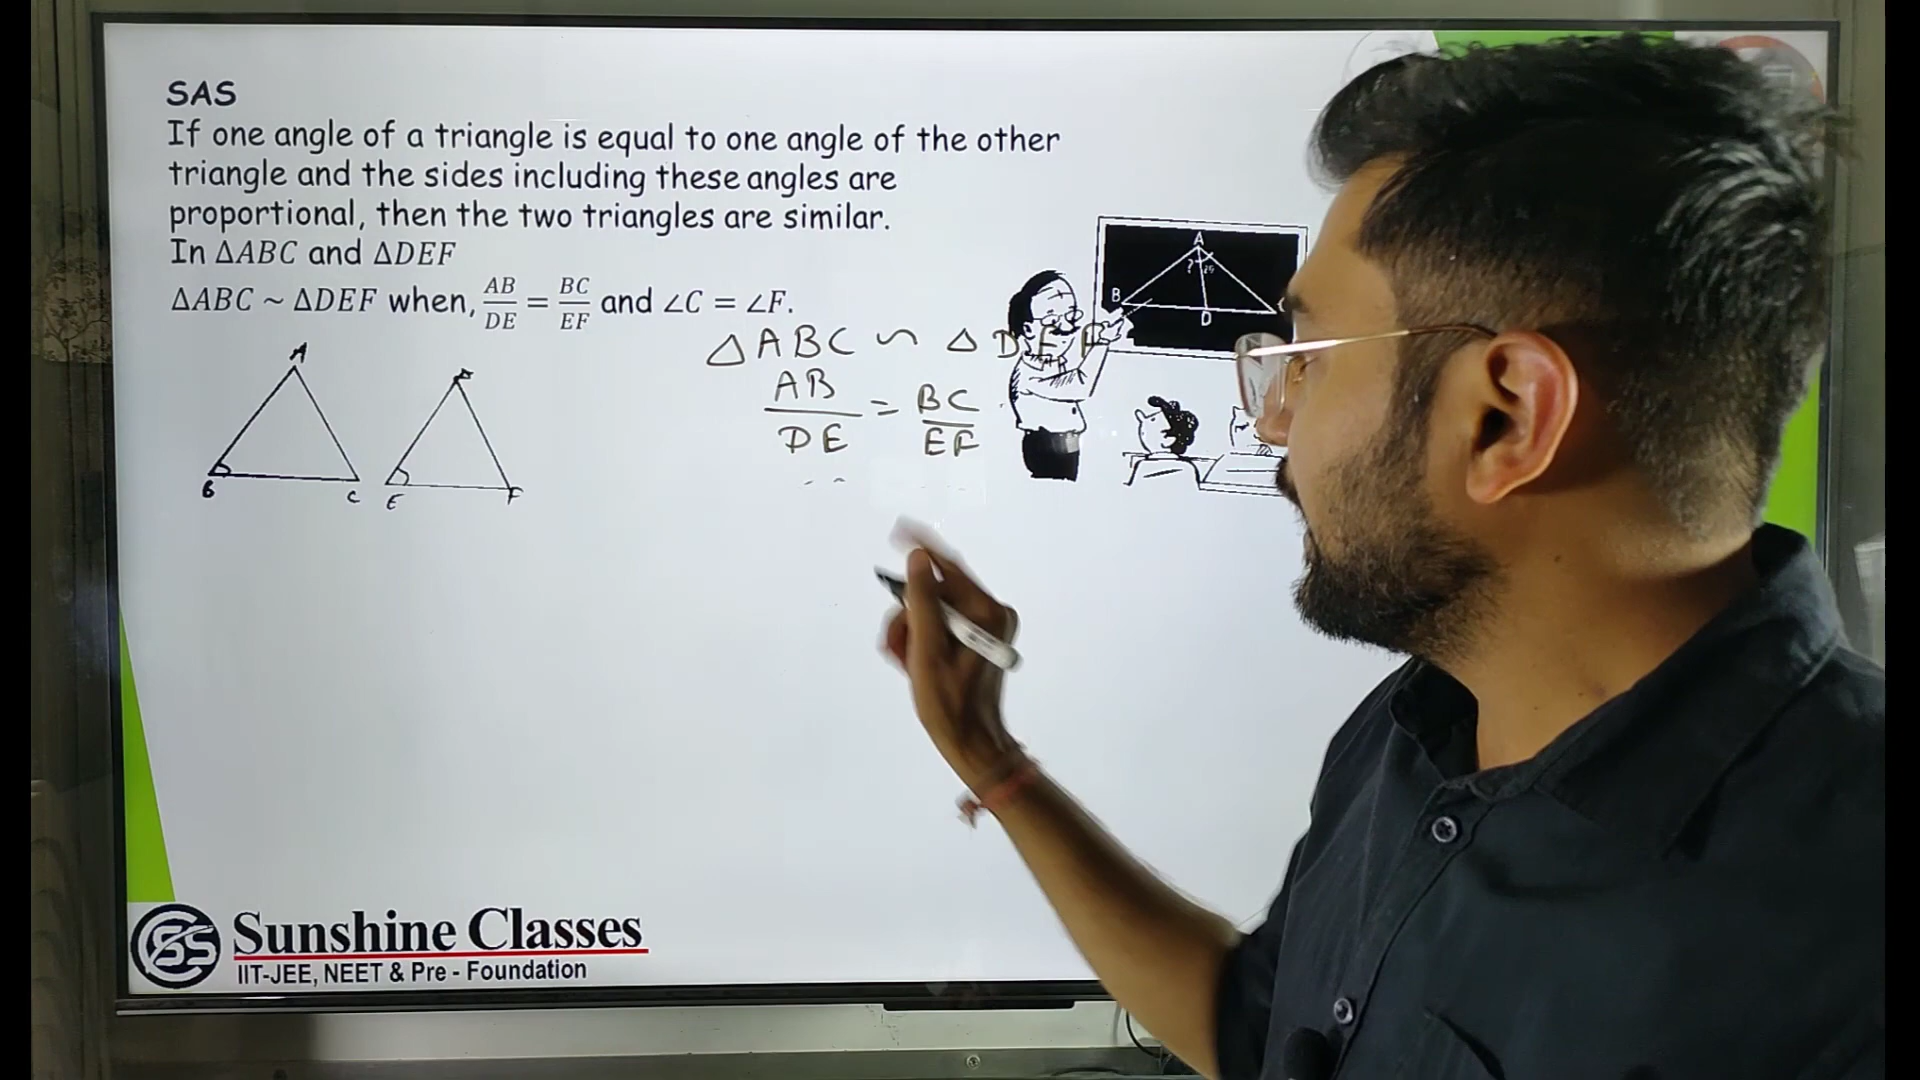 SAS
If one angle of a triangle is equal to one angle of the other
triangle and the sides including these angles are
proportional, then the two triangles are similar.
In ΔABC and ΔDEF
ΔABC ~ ΔDEF when, AB/DE = BC/EF and ∠C = ∠F.
Δ A B C ~ Δ D E F
AB/DE = BC/EF
A
B
C
E
F
A
?
B
D
Sunshine Classes
IIT-JEE, NEET & Pre - Foundation